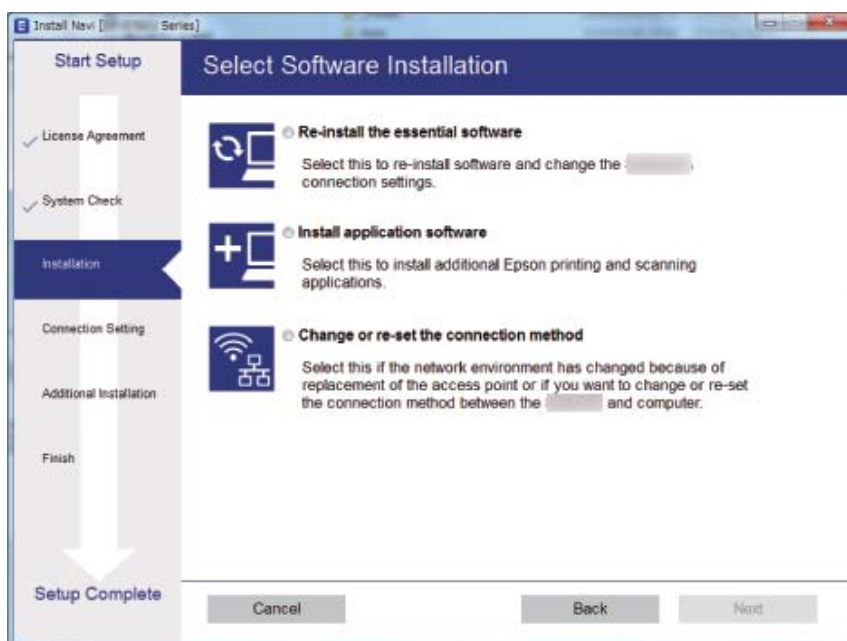 Install Navi [ Series]
Start Setup
License Agreement
System Check
Installation
Connection Setting
Additional Installation
Finish
Setup Complete
Select Software Installation
Re-install the essential software
Select this to re-install software and change the
connection settings.
Install application software
Select this to install additional Epson printing and scanning
applications.
Change or re-set the connection method
Select this if the network environment has changed because of
replacement of the access point or if you want to change or re-set
the connection method between the and computer.
Cancel
Back
Next